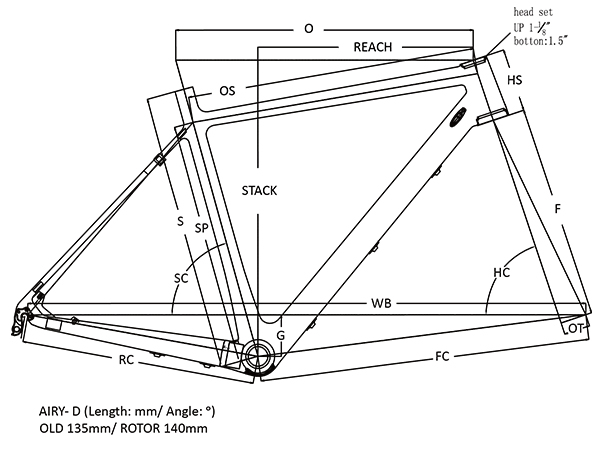 head set
UP 1-1/8"
botton:1.5"
O
REACH
HS
OS
STACK
S
SP
F
SC
HC
WB
OT
G
RC
FC
AIRY- D (Length: mm/ Angle: °)
OLD 135mm/ ROTOR 140mm